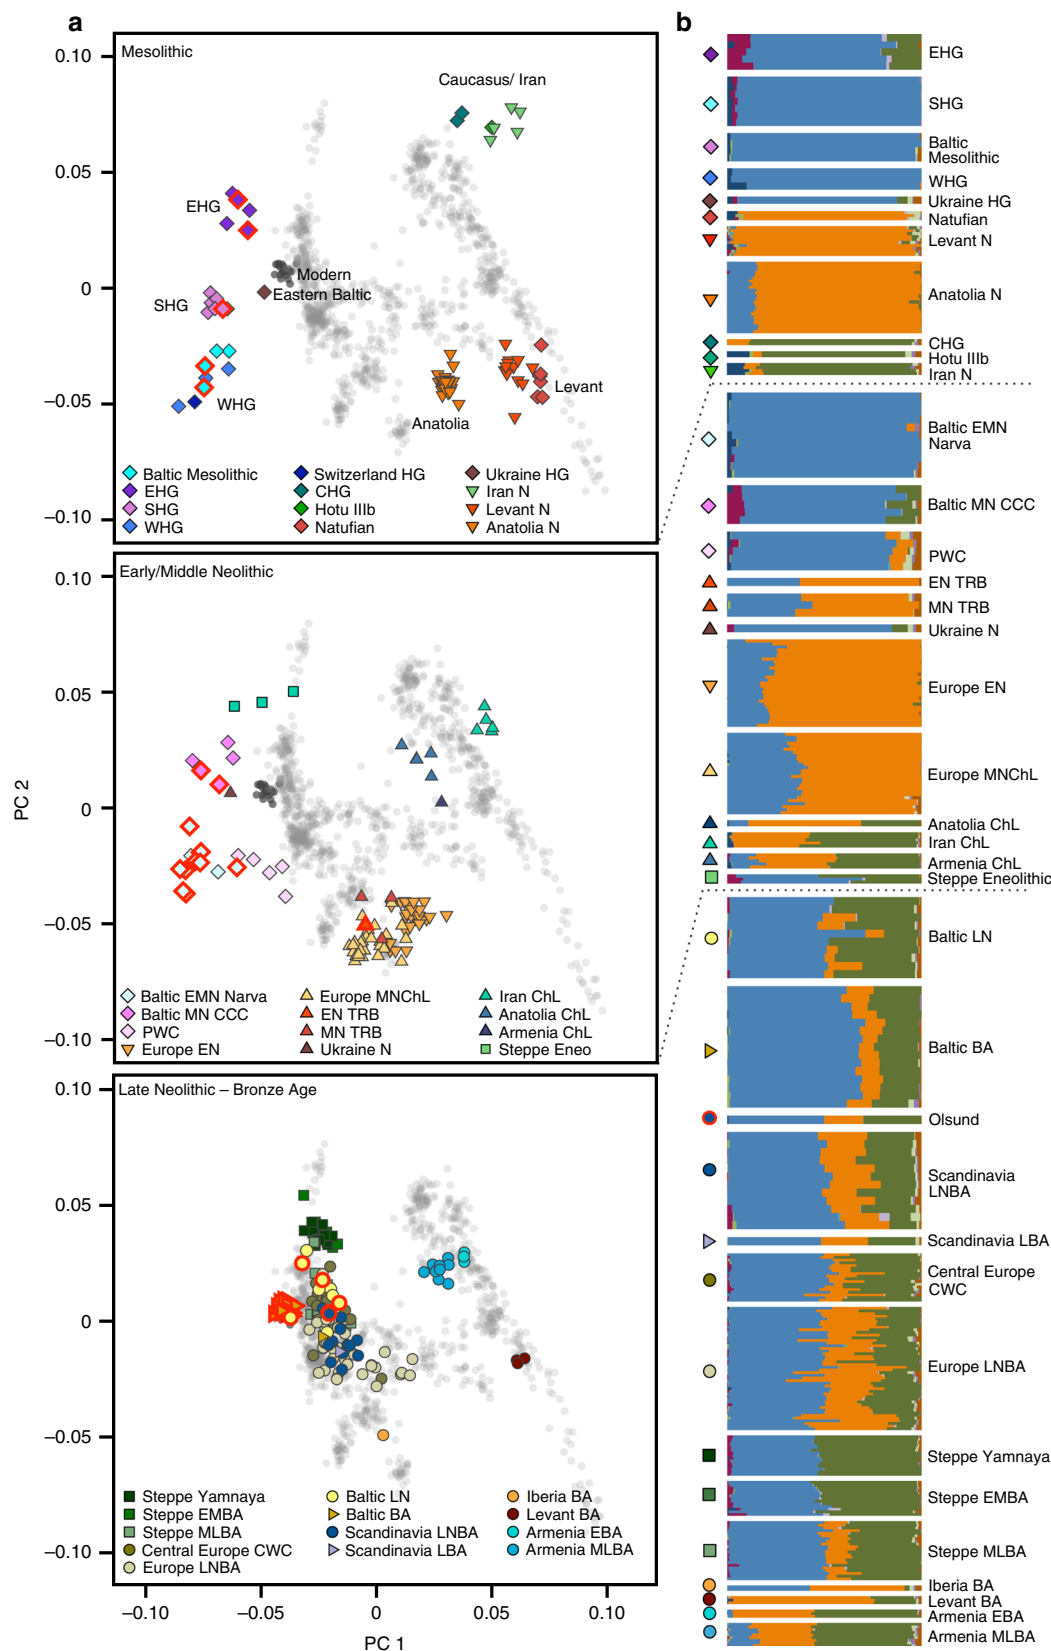 a
b
Mesolithic
Caucasus/ Iran
EHG
Modern
Eastern Baltic
SHG
WHG
Levant
Anatolia
0.10
0.05
0
−0.05
−0.10
Baltic Mesolithic
EHG
SHG
WHG
Switzerland HG
CHG
Hotu IIIb
Natufian
Ukraine HG
Iran N
Levant N
Anatolia N
Early/Middle Neolithic
0.10
0.05
0
−0.05
−0.10
PC 2
Baltic EMN Narva
Baltic MN CCC
PWC
Europe EN
Europe MNChL
EN TRB
MN TRB
Ukraine N
Iran ChL
Anatolia ChL
Armenia ChL
Steppe Eneo
Late Neolithic – Bronze Age
0.10
0.05
0
−0.05
−0.10
Steppe Yamnaya
Steppe EMBA
Steppe MLBA
Central Europe CWC
Europe LNBA
Baltic LN
Baltic BA
Scandinavia LNBA
Scandinavia LBA
Iberia BA
Levant BA
Armenia EBA
Armenia MLBA
−0.10
−0.05
0
0.05
0.10
PC 1
EHG
SHG
Baltic
Mesolithic
WHG
Ukraine HG
Natufian
Levant N
Anatolia N
CHG
Hotu IIIb
Iran N
Baltic EMN
Narva
Baltic MN CCC
PWC
EN TRB
MN TRB
Ukraine N
Europe EN
Europe MNChL
Anatolia ChL
Iran ChL
Armenia ChL
Steppe Eneolithic
Baltic LN
Baltic BA
Olsund
Scandinavia
LNBA
Scandinavia LBA
Central Europe
CWC
Europe LNBA
Steppe Yamnaya
Steppe EMBA
Steppe MLBA
Iberia BA
Levant BA
Armenia EBA
Armenia MLBA